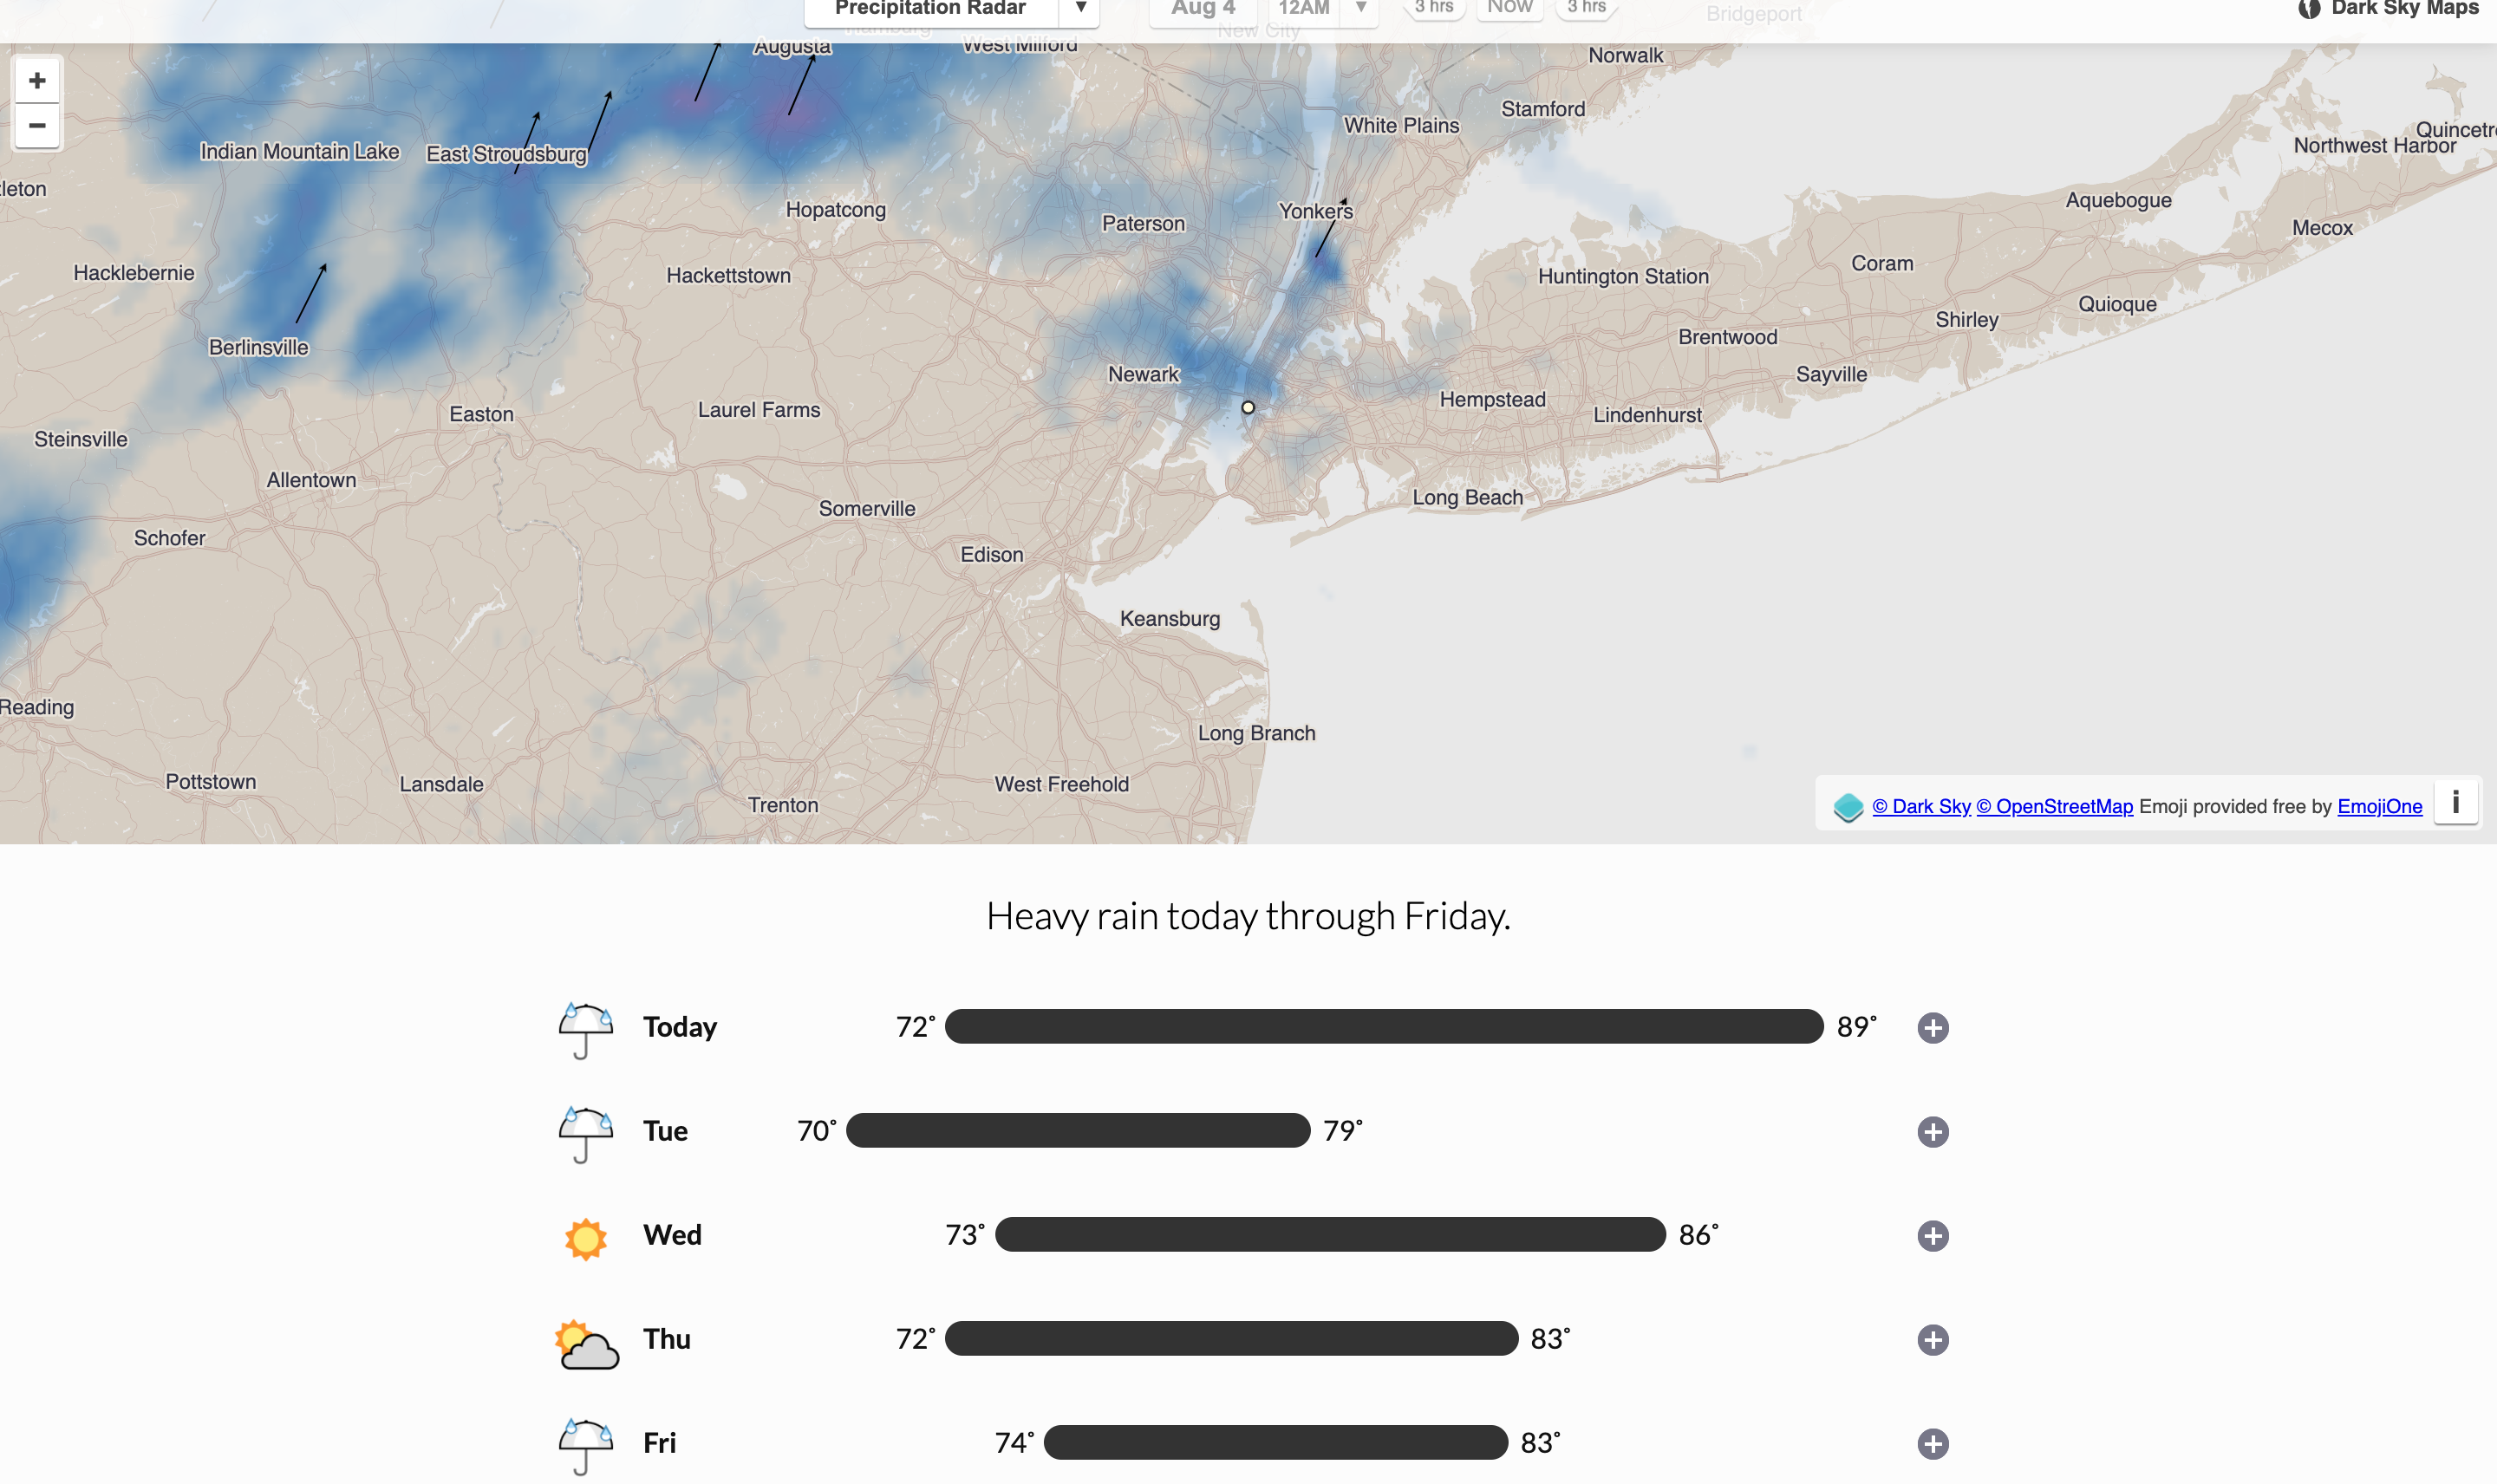 Precipitation Radar ▼ Aug 4 12AM ▼ 3 hrs Now 3 hrs Dark Sky Maps
Hamburg New City Bridgeport
Augusta West Milford Norwalk
+
−
Stamford
White Plains
Quincetr
Northwest Harbor
Indian Mountain Lake East Stroudsburg
zleton
Aquebogue
Hopatcong Yonkers
Paterson Mecox
Coram
Hacklebernie Hackettstown Huntington Station
Quioque
Shirley
Brentwood
Berlinsville
Newark Sayville
Hempstead
Easton Laurel Farms Lindenhurst
Steinsville
Allentown
Long Beach
Somerville
Schofer
Edison
Keansburg
Reading
Long Branch
Pottstown Lansdale West Freehold
Trenton
© Dark Sky © OpenStreetMap Emoji provided free by EmojiOne i
Heavy rain today through Friday.
Today 72° 89° +
Tue 70° 79° +
Wed 73° 86° +
Thu 72° 83° +
Fri 74° 83° +